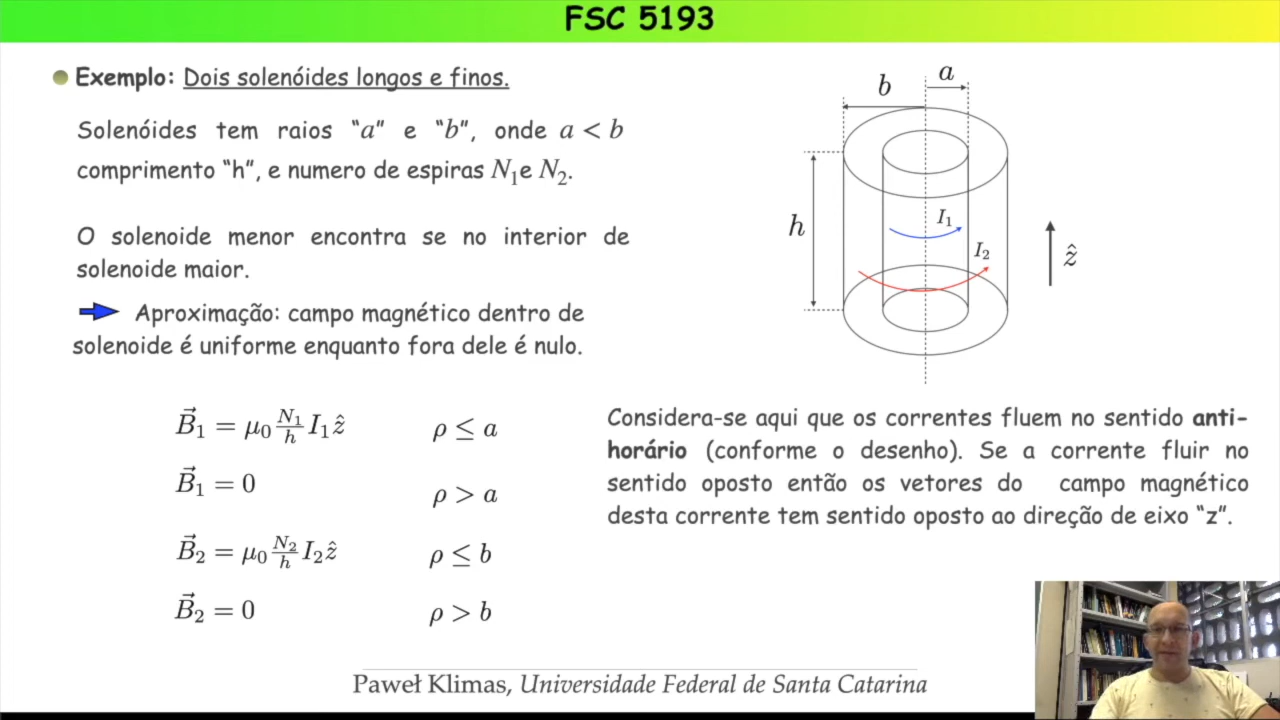 FSC 5193
Exemplo: Dois solenóides longos e finos.
Solenóides tem raios “a” e “b”, onde a < b
comprimento “h”, e numero de espiras N₁e N₂.
O solenoide menor encontra se no interior de
solenoide maior.
Aproximação: campo magnético dentro de
solenoide é uniforme enquanto fora dele é nulo.
B⃗₁ = μ₀ N₁/h I₁ẑ ρ ≤ a
B⃗₁ = 0 ρ > a
B⃗₂ = μ₀ N₂/h I₂ẑ ρ ≤ b
B⃗₂ = 0 ρ > b
b
a
h
I₁
I₂
ẑ
Considera-se aqui que os correntes fluem no sentido anti-
horário (conforme o desenho). Se a corrente fluir no
sentido oposto então os vetores do campo magnético
desta corrente tem sentido oposto ao direção de eixo “z”.
Paweł Klimas, Universidade Federal de Santa Catarina